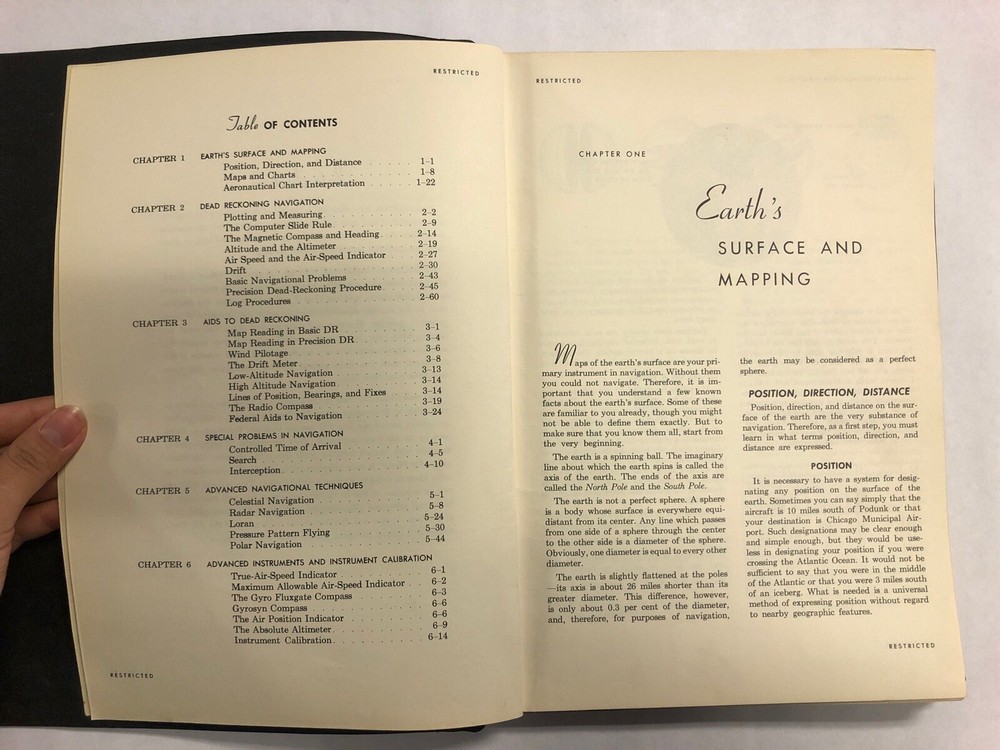 RESTRICTED
Table OF CONTENTS
CHAPTER 1 EARTH'S SURFACE AND MAPPING
Position, Direction, and Distance 1–1
Maps and Charts 1–8
Aeronautical Chart Interpretation 1–22
CHAPTER 2 DEAD RECKONING NAVIGATION
Plotting and Measuring 2–2
The Computer Slide Rule 2–9
The Magnetic Compass and Heading 2–14
Altitude and the Altimeter 2–19
Air Speed and the Air-Speed Indicator 2–27
Drift 2–30
Basic Navigational Problems 2–43
Precision Dead-Reckoning Procedure 2–45
Log Procedures 2–60
CHAPTER 3 AIDS TO DEAD RECKONING
Map Reading in Basic DR 3–1
Map Reading in Precision DR 3–4
Wind Pilotage 3–6
The Drift Meter 3–8
Low-Altitude Navigation 3–13
High Altitude Navigation 3–14
Lines of Position, Bearings, and Fixes 3–14
The Radio Compass 3–19
Federal Aids to Navigation 3–24
CHAPTER 4 SPECIAL PROBLEMS IN NAVIGATION
Controlled Time of Arrival 4–1
Search 4–5
Interception 4–10
CHAPTER 5 ADVANCED NAVIGATIONAL TECHNIQUES
Celestial Navigation 5–1
Radar Navigation 5–8
Loran 5–24
Pressure Pattern Flying 5–30
Polar Navigation 5–44
CHAPTER 6 ADVANCED INSTRUMENTS AND INSTRUMENT CALIBRATION
True-Air-Speed Indicator 6–1
Maximum Allowable Air-Speed Indicator 6–2
The Gyro Fluxgate Compass 6–3
Gyrosyn Compass 6–6
The Air Position Indicator 6–6
The Absolute Altimeter 6–9
Instrument Calibration 6–14
RESTRICTED
RESTRICTED
CHAPTER ONE
Earth's
SURFACE AND
MAPPING
Maps of the earth's surface are your pri-
mary instrument in navigation. Without them
you could not navigate. Therefore, it is im-
portant that you understand a few known
facts about the earth's surface. Some of these
are familiar to you already, though you might
not be able to define them exactly. But to
make sure that you know them all, start from
the very beginning.
The earth is a spinning ball. The imaginary
line about which the earth spins is called the
axis of the earth. The ends of the axis are
called the North Pole and the South Pole.
The earth is not a perfect sphere. A sphere
is a body whose surface is everywhere equi-
distant from its center. Any line which passes
from one side of a sphere through the center
to the other side is a diameter of the sphere.
Obviously, one diameter is equal to every other
diameter.
The earth is slightly flattened at the poles
—its axis is about 26 miles shorter than its
greater diameter. This difference, however,
is only about 0.3 per cent of the diameter,
and, therefore, for purposes of navigation,
the earth may be considered as a perfect
sphere.
POSITION, DIRECTION, DISTANCE
Position, direction, and distance on the sur-
face of the earth are the very substance of
navigation. Therefore, as a first step, you must
learn in what terms position, direction, and
distance are expressed.
POSITION
It is necessary to have a system for desig-
nating any position on the surface of the
earth. Sometimes you can say simply that the
aircraft is 10 miles south of Podunk or that
your destination is Chicago Municipal Air-
port. Such designations may be clear enough
and simple enough, but they would be use-
less in designating your position if you were
crossing the Atlantic Ocean. It would not be
sufficient to say that you were in the middle
of the Atlantic or that you were 3 miles south
of an iceberg. What is needed is a universal
method of expressing position without regard
to nearby geographic features.
RESTRICTED